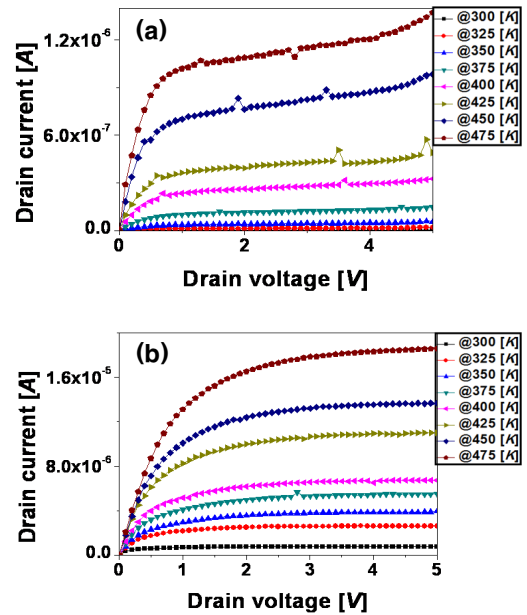 (a)
1.2x10⁻⁶
6.0x10⁻⁷
0.0
0 2 4
Drain current [A]
Drain voltage [V]
@300 [K]
@325 [K]
@350 [K]
@375 [K]
@400 [K]
@425 [K]
@450 [K]
@475 [K]
(b)
1.6x10⁻⁵
8.0x10⁻⁶
0.0
0 1 2 3 4 5
Drain current [A]
Drain voltage [V]
@300 [K]
@325 [K]
@350 [K]
@375 [K]
@400 [K]
@425 [K]
@450 [K]
@475 [K]